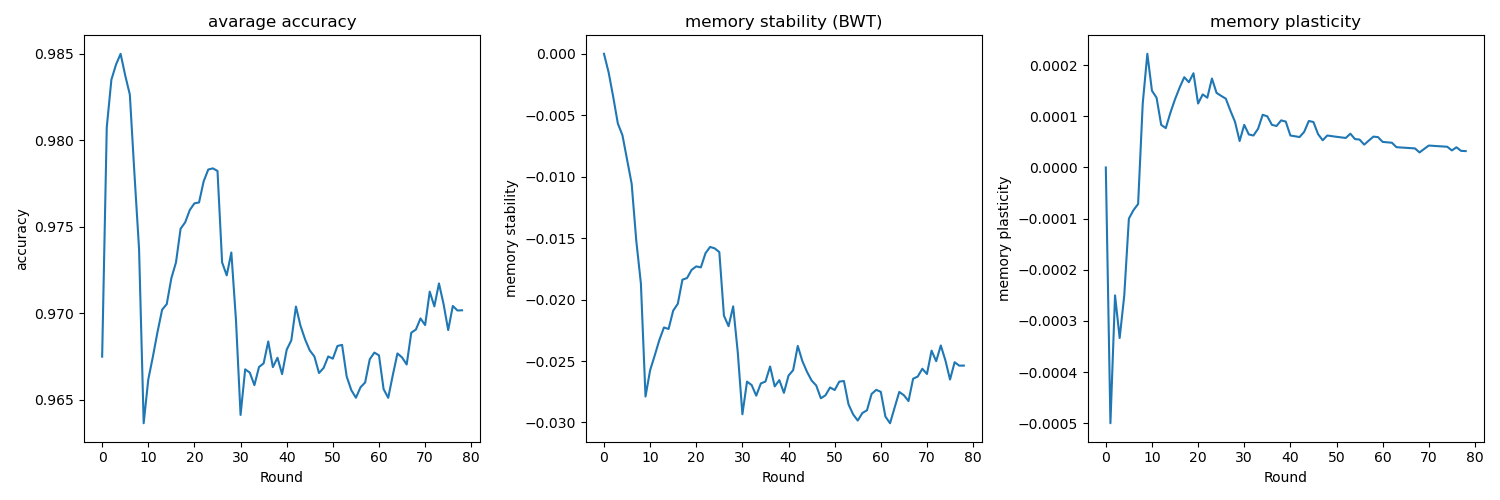 avarage accuracy
accuracy
0.985
0.980
0.975
0.970
0.965
0 10 20 30 40 50 60 70 80
Round
memory stability (BWT)
memory stability
0.000
−0.005
−0.010
−0.015
−0.020
−0.025
−0.030
0 10 20 30 40 50 60 70 80
Round
memory plasticity
memory plasticity
0.0002
0.0001
0.0000
−0.0001
−0.0002
−0.0003
−0.0004
−0.0005
0 10 20 30 40 50 60 70 80
Round